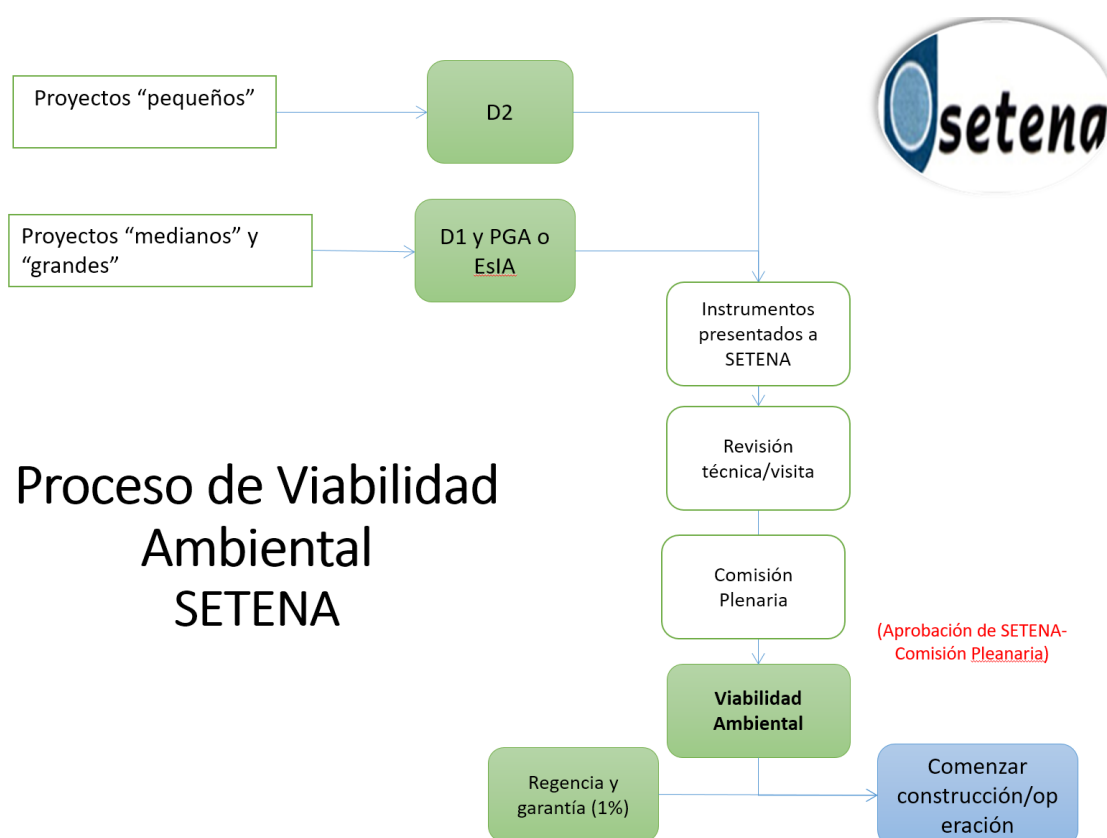 setena
Proyectos “pequeños”
D2
Proyectos “medianos” y
“grandes”
D1 y PGA o
EsIA
Instrumentos
presentados a
SETENA
Revisión
técnica/visita
Proceso de Viabilidad
Ambiental
SETENA
Comisión
Plenaria
(Aprobación de SETENA-
Comisión Pleanaria)
Viabilidad
Ambiental
Regencia y
garantía (1%)
Comenzar
construcción/op
eración